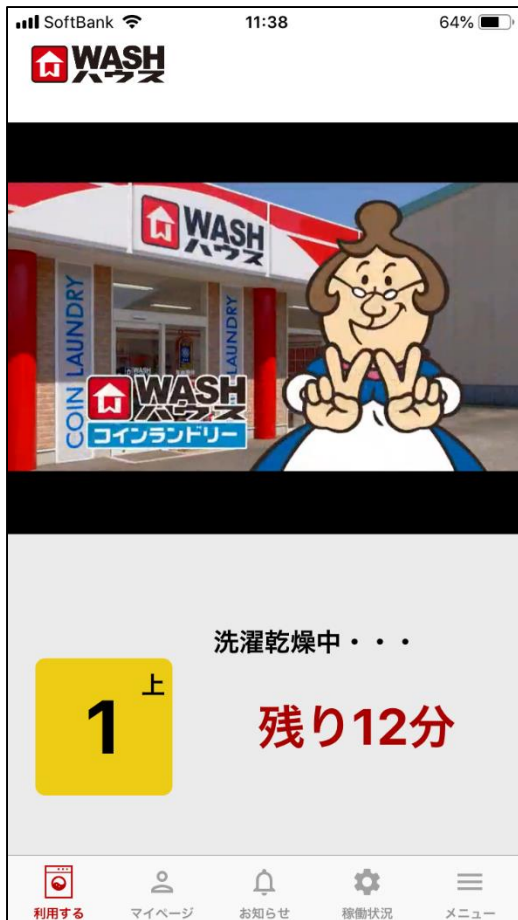 SoftBank
11:38
64%
WASH
ハウス
WASH
ハウス
COIN LAUNDRY
LAUNDRY
WASH
ハウス
コインランドリー
洗濯乾燥中・・・
1
上
残り12分
利用する
マイページ
お知らせ
稼働状況
メニュー